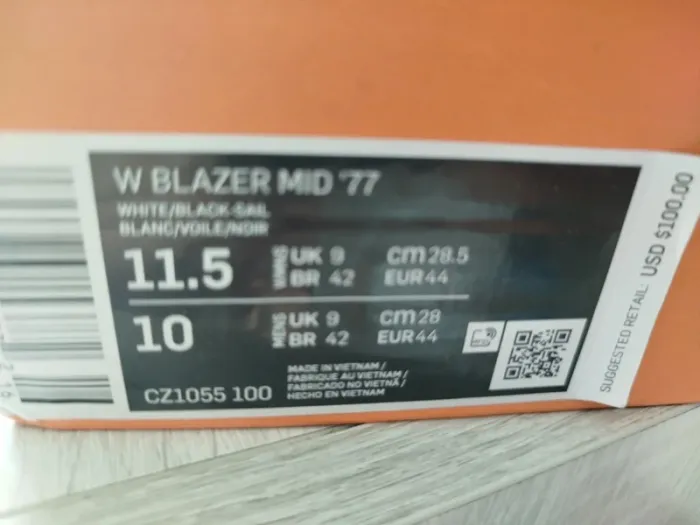 W BLAZER MID '77
WHITE/BLACK-SAIL
BLANC/VOILE/NOIR
11.5 WMNS UK 9 cm 28.5
BR 42 EUR 44
10 MENS UK 9 cm 28
BR 42 EUR 44
CZ1055 100
MADE IN VIETNAM /
FABRIQUE AU VIETNAM /
FABRICADO NO VIETNÃ /
HECHO EN VIETNAM
SUGGESTED RETAIL: USD $100.00